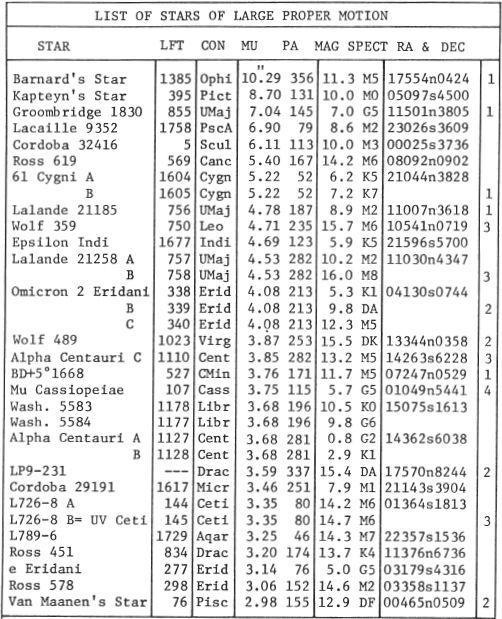 LIST OF STARS OF LARGE PROPER MOTION
STAR LFT CON MU PA MAG SPECT RA & DEC
"
Barnard's Star 1385 Ophi 10.29 356 11.3 M5 17554n0424 1
Kapteyn's Star 395 Pict 8.70 131 10.0 M0 05097s4500
Groombridge 1830 855 UMaj 7.04 145 7.0 G5 11501n3805 1
Lacaille 9352 1758 PscA 6.90 79 8.6 M2 23026s3609
Cordoba 32416 5 Scul 6.11 113 10.0 M3 00025s3736
Ross 619 569 Canc 5.40 167 14.2 M6 08092n0902
61 Cygni A 1604 Cygn 5.22 52 6.2 K5 21044n3828
B 1605 Cygn 5.22 52 7.2 K7 1
Lalande 21185 756 UMaj 4.78 187 8.9 M2 11007n3618 1
Wolf 359 750 Leo 4.71 235 15.7 M6 10541n0719 3
Epsilon Indi 1677 Indi 4.69 123 5.9 K5 21596s5700
Lalande 21258 A 757 UMaj 4.53 282 10.2 M2 11030n4347
B 758 UMaj 4.53 282 16.0 M8 3
Omicron 2 Eridani 338 Erid 4.08 213 5.3 K1 04130s0744
B 339 Erid 4.08 213 9.8 DA 2
C 340 Erid 4.08 213 12.3 M5
Wolf 489 1023 Virg 3.87 253 15.5 DK 13344n0358 2
Alpha Centauri C 1110 Cent 3.85 282 13.2 M5 14263s6228 3
BD+5°1668 527 CMin 3.76 171 11.7 M5 07247n0529 1
Mu Cassiopeiae 107 Cass 3.75 115 5.7 G5 01049n5441 4
Wash. 5583 1178 Libr 3.68 196 10.5 K0 15075s1613
Wash. 5584 1177 Libr 3.68 196 9.8 G6
Alpha Centauri A 1127 Cent 3.68 281 0.8 G2 14362s6038
B 1128 Cent 3.68 281 2.9 K1
LP9-231 --- Drac 3.59 337 15.4 DA 17570n8244 2
Cordoba 29191 1617 Micr 3.46 251 7.9 M1 21143s3904
L726-8 A 144 Ceti 3.35 80 14.2 M6 01364s1813
L726-8 B= UV Ceti 145 Ceti 3.35 80 14.7 M6 3
L789-6 1729 Aqar 3.25 46 14.3 M7 22357s1536
Ross 451 834 Drac 3.20 174 13.7 K4 11376n6736
e Eridani 277 Erid 3.14 76 5.0 G5 03179s4316
Ross 578 298 Erid 3.06 152 14.6 M2 03358s1137
Van Maanen's Star 76 Pisc 2.98 155 12.9 DF 00465n0509 2